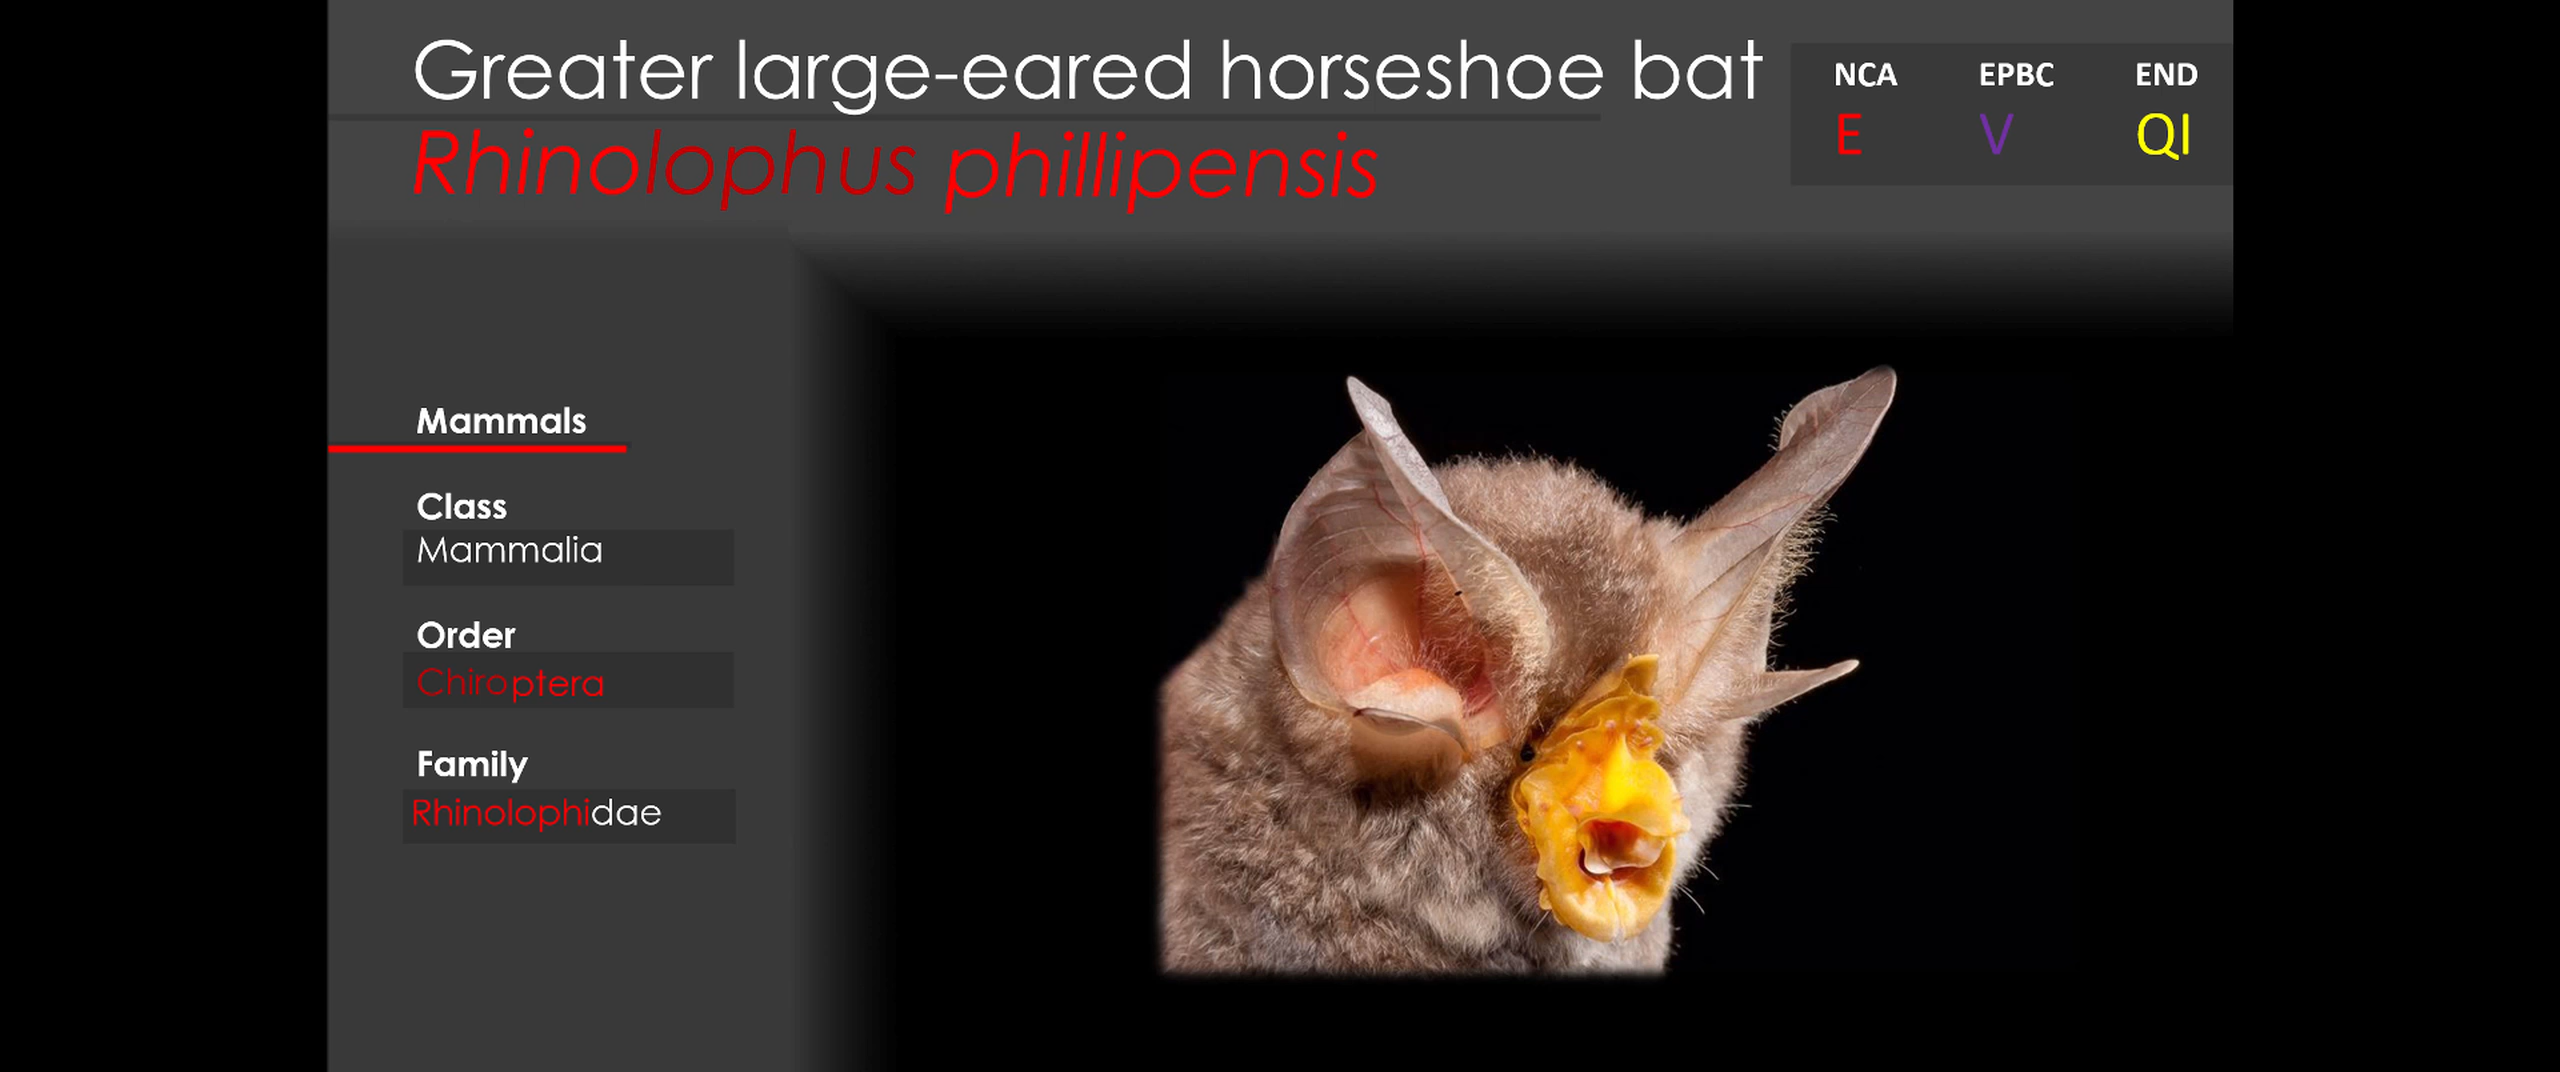 Greater large-eared horseshoe bat
Rhinolophus phillipensis
NCA EPBC END
E V QI
Mammals
Class
Mammalia
Order
Chiroptera
Family
Rhinolophidae